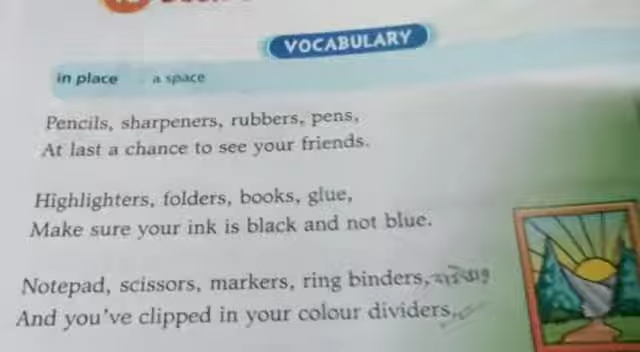 VOCABULARY
in place a space
Pencils, sharpeners, rubbers, pens,
At last a chance to see your friends.
Highlighters, folders, books, glue,
Make sure your ink is black and not blue.
Notepad, scissors, markers, ring binders,
And you've clipped in your colour dividers,